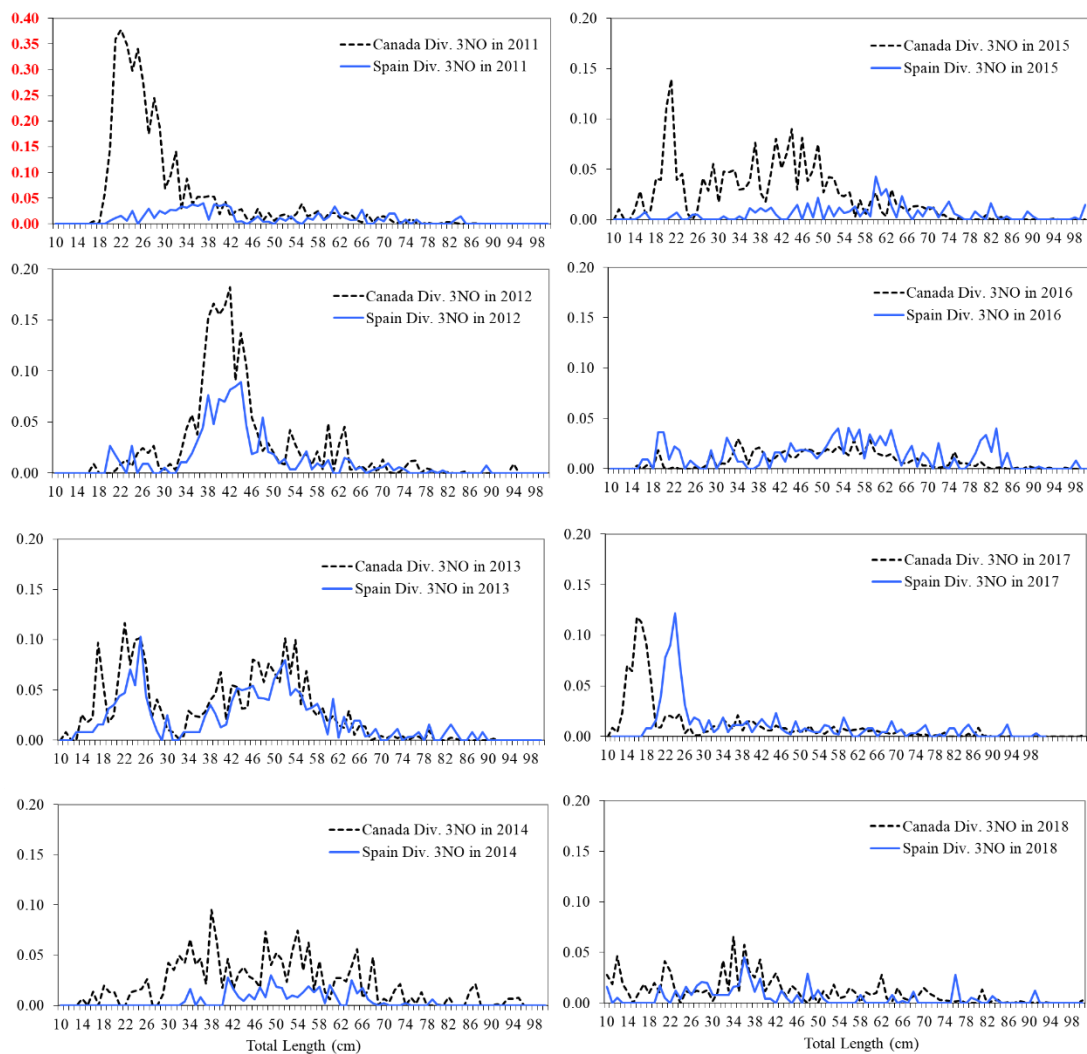 0.40
0.35
0.30
0.25
0.20
0.15
0.10
0.05
0.00
Canada Div. 3NO in 2011
Spain Div. 3NO in 2011
10 14 18 22 26 30 34 38 42 46 50 54 58 62 66 70 74 78 82 86 90 94 98
0.20
0.15
0.10
0.05
0.00
Canada Div. 3NO in 2015
Spain Div. 3NO in 2015
10 14 18 22 26 30 34 38 42 46 50 54 58 62 66 70 74 78 82 86 90 94 98
0.20
0.15
0.10
0.05
0.00
Canada Div. 3NO in 2012
Spain Div. 3NO in 2012
10 14 18 22 26 30 34 38 42 46 50 54 58 62 66 70 74 78 82 86 90 94 98
0.20
0.15
0.10
0.05
0.00
Canada Div. 3NO in 2016
Spain Div. 3NO in 2016
10 14 18 22 26 30 34 38 42 46 50 54 58 62 66 70 74 78 82 86 90 94 98
0.20
0.15
0.10
0.05
0.00
Canada Div. 3NO in 2013
Spain Div. 3NO in 2013
10 14 18 22 26 30 34 38 42 46 50 54 58 62 66 70 74 78 82 86 90 94 98
0.20
0.15
0.10
0.05
0.00
Canada Div. 3NO in 2017
Spain Div. 3NO in 2017
10 14 18 22 26 30 34 38 42 46 50 54 58 62 66 70 74 78 82 86 90 94 98
0.20
0.15
0.10
0.05
0.00
Canada Div. 3NO in 2014
Spain Div. 3NO in 2014
10 14 18 22 26 30 34 38 42 46 50 54 58 62 66 70 74 78 82 86 90 94 98
Total Length (cm)
0.20
0.15
0.10
0.05
0.00
Canada Div. 3NO in 2018
Spain Div. 3NO in 2018
10 14 18 22 26 30 34 38 42 46 50 54 58 62 66 70 74 78 82 86 90 94 98
Total Length (cm)